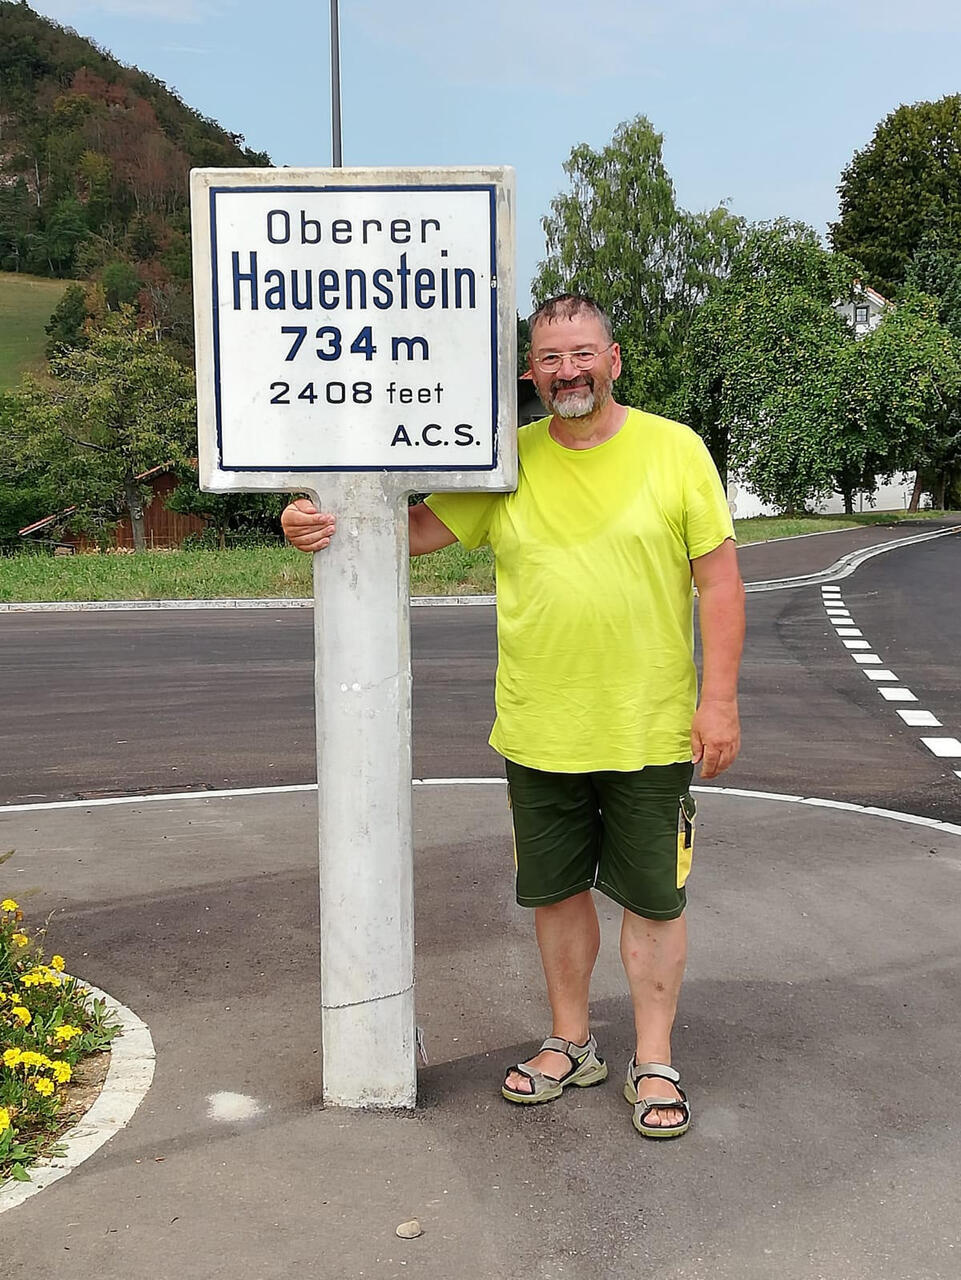 Oberer
Hauenstein
734 m
2408 feet
A.C.S.